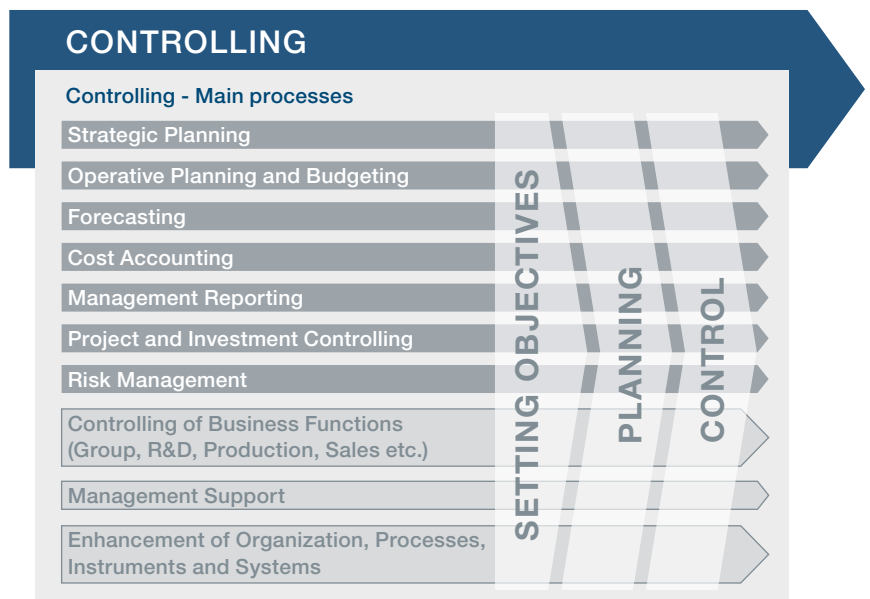 CONTROLLING
Controlling - Main processes
Strategic Planning
Operative Planning and Budgeting
Forecasting
Cost Accounting
Management Reporting
Project and Investment Controlling
Risk Management
Controlling of Business Functions
(Group, R&D, Production, Sales etc.)
Management Support
Enhancement of Organization, Processes,
Instruments and Systems
SETTING OBJECTIVES
PLANNING
CONTROL